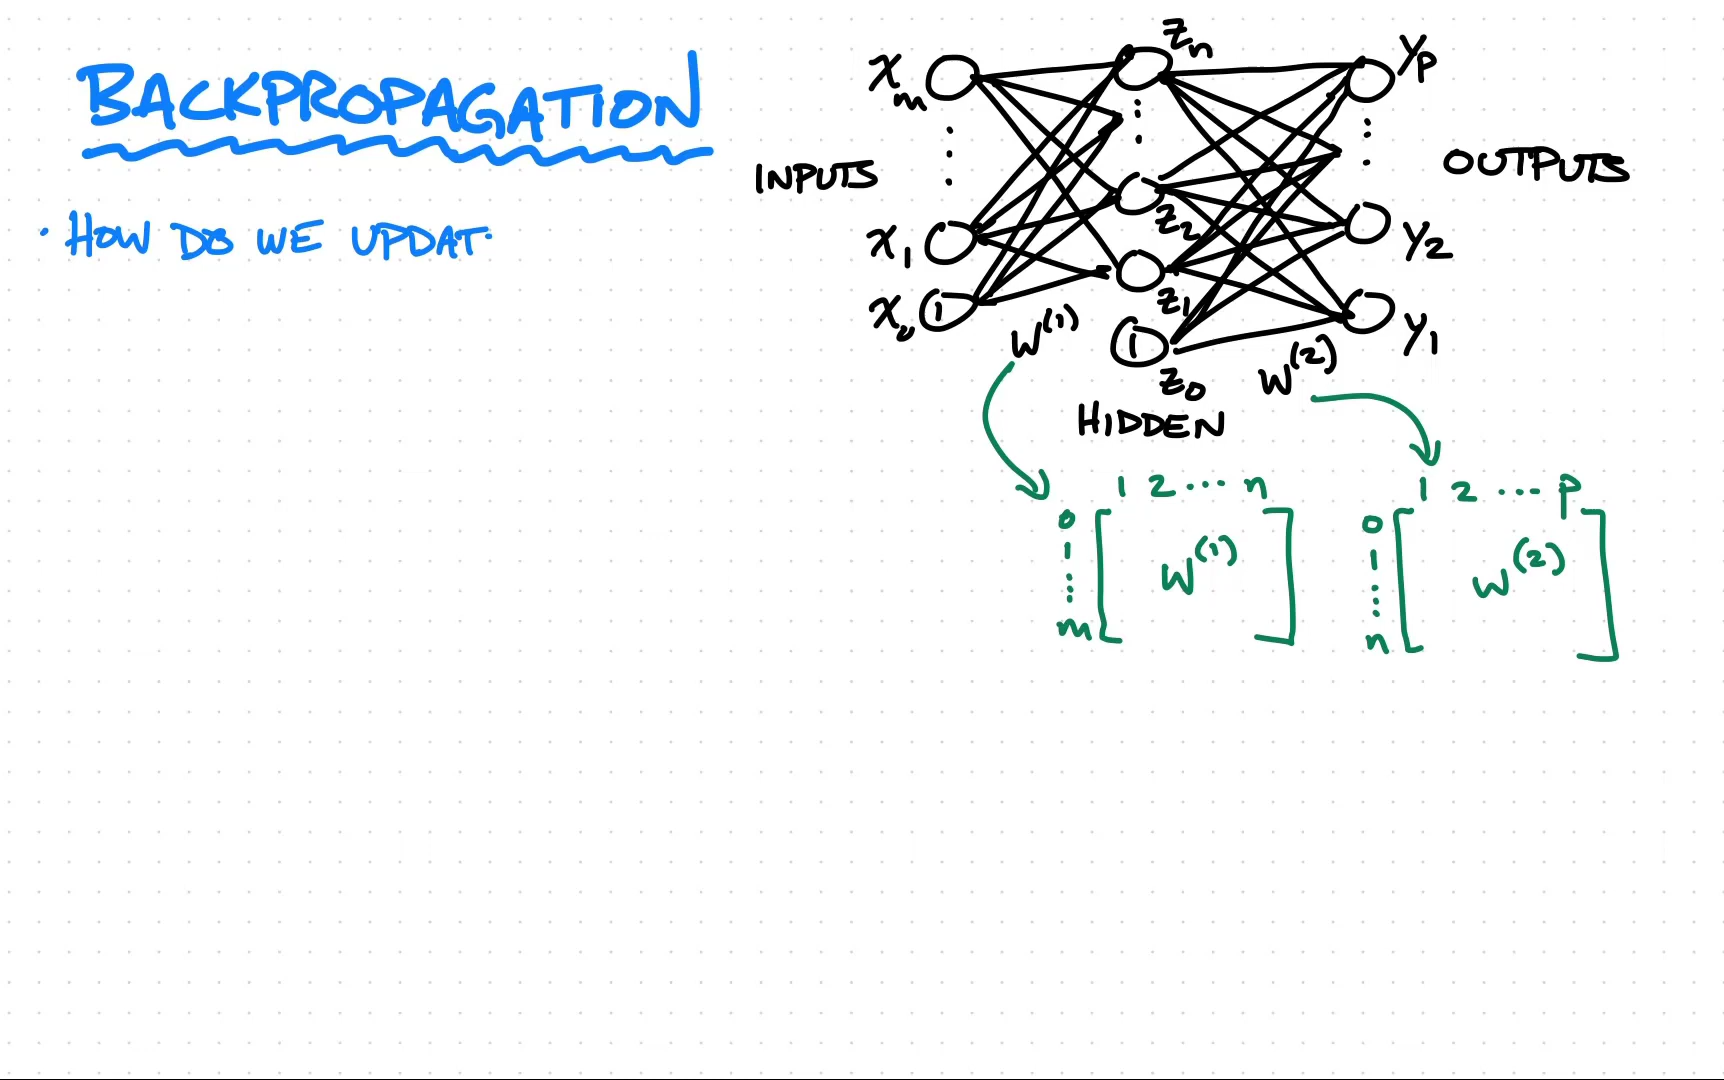 BACKPROPAGATION
· HOW DO WE UPDAT
INPUTS
xₘ
x₁
x₀
1
zₙ
z₂
z₁
1
z₀
HIDDEN
W⁽¹⁾
W⁽²⁾
yₚ
y₂
y₁
OUTPUTS
1 2 ... n
0
1
⋮
m
W⁽¹⁾
1 2 ... p
0
1
⋮
n
W⁽²⁾